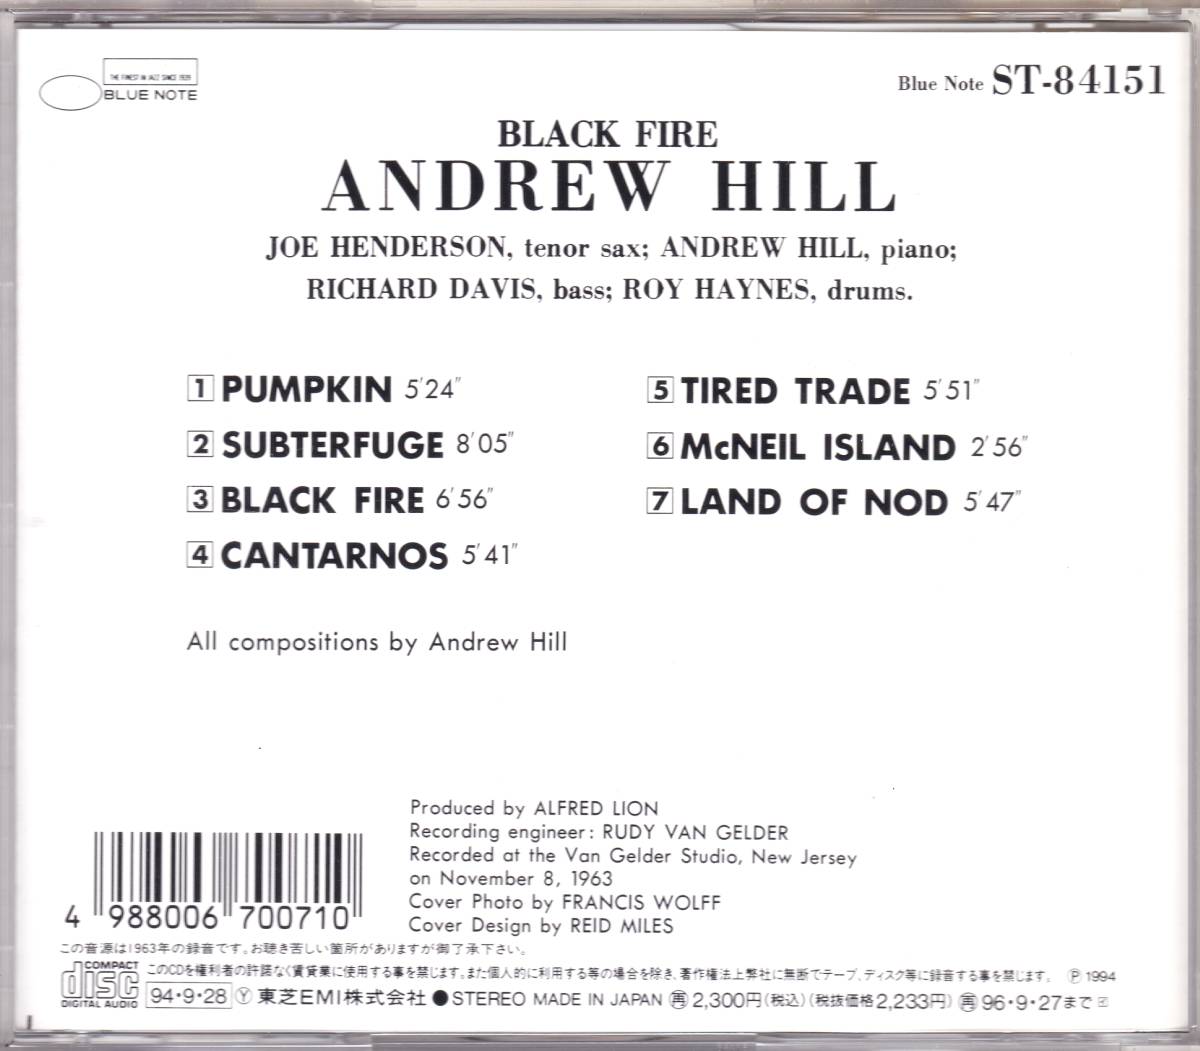 THE FINEST IN JAZZ SINCE 1939
BLUE NOTE
Blue Note ST-84151
BLACK FIRE
ANDREW HILL
JOE HENDERSON, tenor sax; ANDREW HILL, piano;
RICHARD DAVIS, bass; ROY HAYNES, drums.
1 PUMPKIN 5'24"
2 SUBTERFUGE 8'05"
3 BLACK FIRE 6'56"
4 CANTARNOS 5'41"
5 TIRED TRADE 5'51"
6 McNEIL ISLAND 2'56"
7 LAND OF NOD 5'47"
All compositions by Andrew Hill
Produced by ALFRED LION
Recording engineer: RUDY VAN GELDER
Recorded at the Van Gelder Studio, New Jersey
on November 8, 1963
Cover Photo by FRANCIS WOLFF
Cover Design by REID MILES
4 988006 700710
この音源は1963年の録音です。お聴き苦しい箇所がありますが御了承下さい。
COMPACT disc DIGITAL AUDIO
このCDを権利者の許諾なく賃貸業に使用する事を禁じます。また個人的に利用する等の場合を除き、著作権法上弊社に無断でテープ、ディスク等に録音する事を禁じます。 Ⓟ 1994
94・9・28 Ⓨ 東芝EMI株式会社 ●STEREO MADE IN JAPAN 再 2,300円(税込)(税抜価格2,233円) 再 96・9・27まで